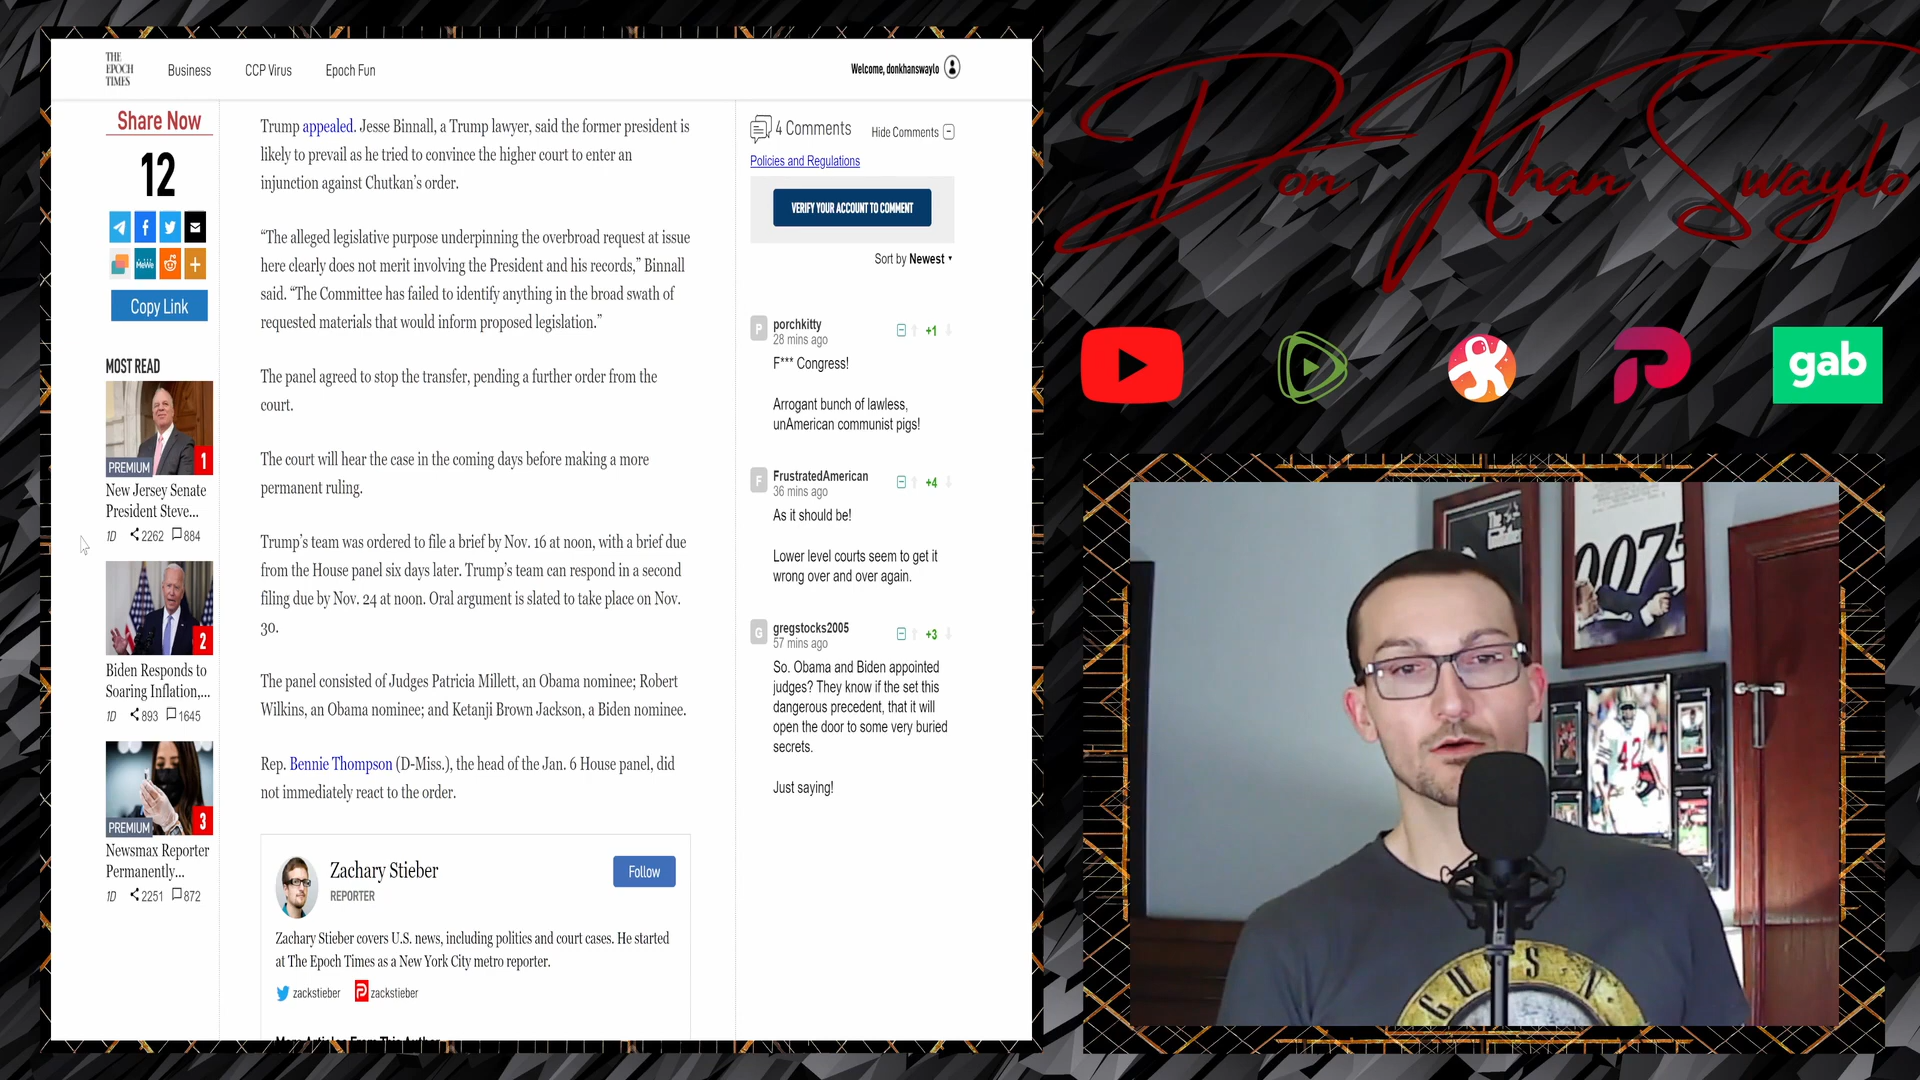 THE
EPOCH
TIMES
Business
CCP Virus
Epoch Fun
Welcome, donkhanswaylo
Share Now
12
MeWe
Copy Link
MOST READ
PREMIUM
1
New Jersey Senate
President Steve...
1D 2262 884
2
Biden Responds to
Soaring Inflation,...
1D 893 1645
PREMIUM
3
Newsmax Reporter
Permanently...
1D 2251 872
Trump appealed. Jesse Binnall, a Trump lawyer, said the former president is
likely to prevail as he tried to convince the higher court to enter an
injunction against Chutkan’s order.
“The alleged legislative purpose underpinning the overbroad request at issue
here clearly does not merit involving the President and his records,” Binnall
said. “The Committee has failed to identify anything in the broad swath of
requested materials that would inform proposed legislation.”
The panel agreed to stop the transfer, pending a further order from the
court.
The court will hear the case in the coming days before making a more
permanent ruling.
Trump’s team was ordered to file a brief by Nov. 16 at noon, with a brief due
from the House panel six days later. Trump’s team can respond in a second
filing due by Nov. 24 at noon. Oral argument is slated to take place on Nov.
30.
The panel consisted of Judges Patricia Millett, an Obama nominee; Robert
Wilkins, an Obama nominee; and Ketanji Brown Jackson, a Biden nominee.
Rep. Bennie Thompson (D-Miss.), the head of the Jan. 6 House panel, did
not immediately react to the order.
Zachary Stieber
REPORTER
Follow
Zachary Stieber covers U.S. news, including politics and court cases. He started
at The Epoch Times as a New York City metro reporter.
zackstieber zackstieber
More Articles From This Author
4 Comments
Hide Comments
Policies and Regulations
VERIFY YOUR ACCOUNT TO COMMENT
Sort by Newest
P
porchkitty
+1
28 mins ago
F*** Congress!
Arrogant bunch of lawless,
unAmerican communist pigs!
F
FrustratedAmerican
+4
36 mins ago
As it should be!
Lower level courts seem to get it
wrong over and over again.
G
gregstocks2005
+3
57 mins ago
So. Obama and Biden appointed
judges? They know if the set this
dangerous precedent, that it will
open the door to some very buried
secrets.
Just saying!
Don Khan Swaylo
gab
007
42
GUNS N